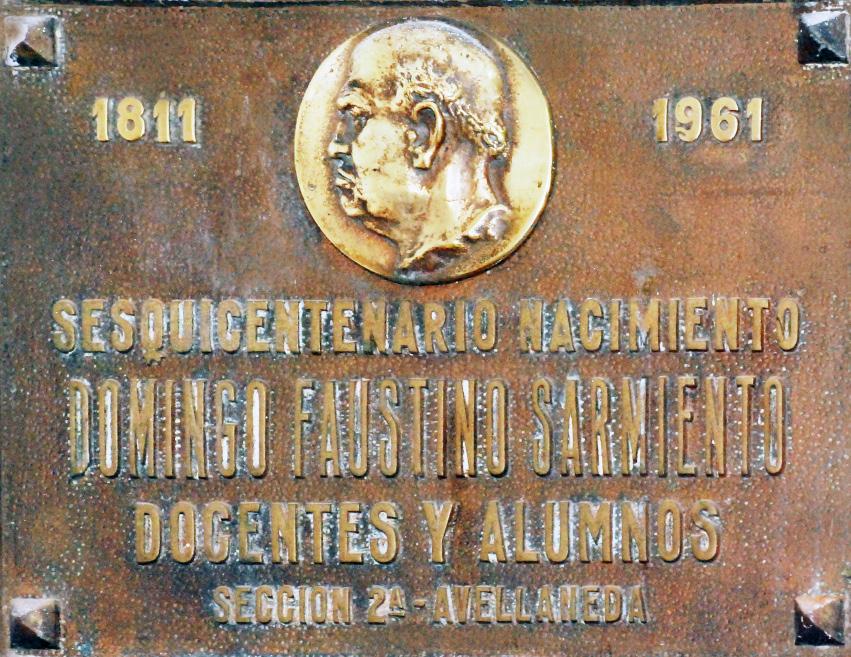 1811 1961
SESQUICENTENARIO NACIMIENTO
DOMINGO FAUSTINO SARMIENTO
DOCENTES Y ALUMNOS
SECCION 2ª-AVELLANEDA